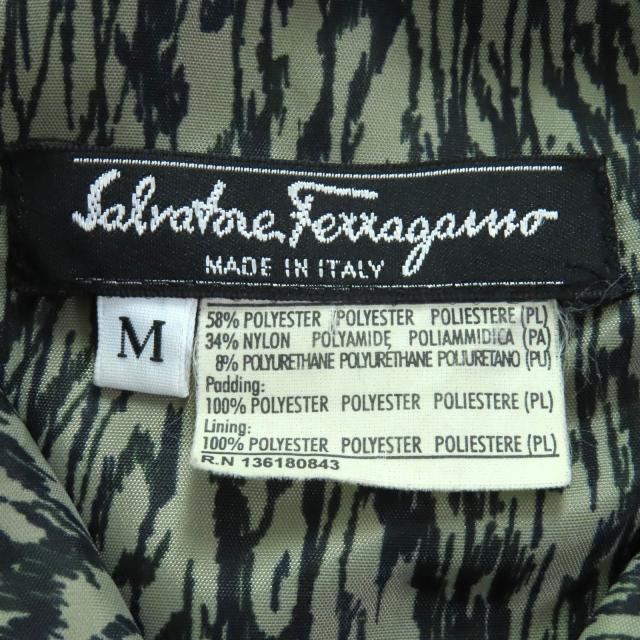 Salvatore Ferragamo
MADE IN ITALY
M
58% POLYESTER POLYESTER POLIESTERE (PL)
34% NYLON POLYAMIDE POLIAMMIDICA (PA)
8% POLYURETHANE POLYURETHANE POLIURETANO (PU)
Padding:
100% POLYESTER POLYESTER POLIESTERE (PL)
Lining:
100% POLYESTER POLYESTER POLIESTERE (PL)
R.N 136180843